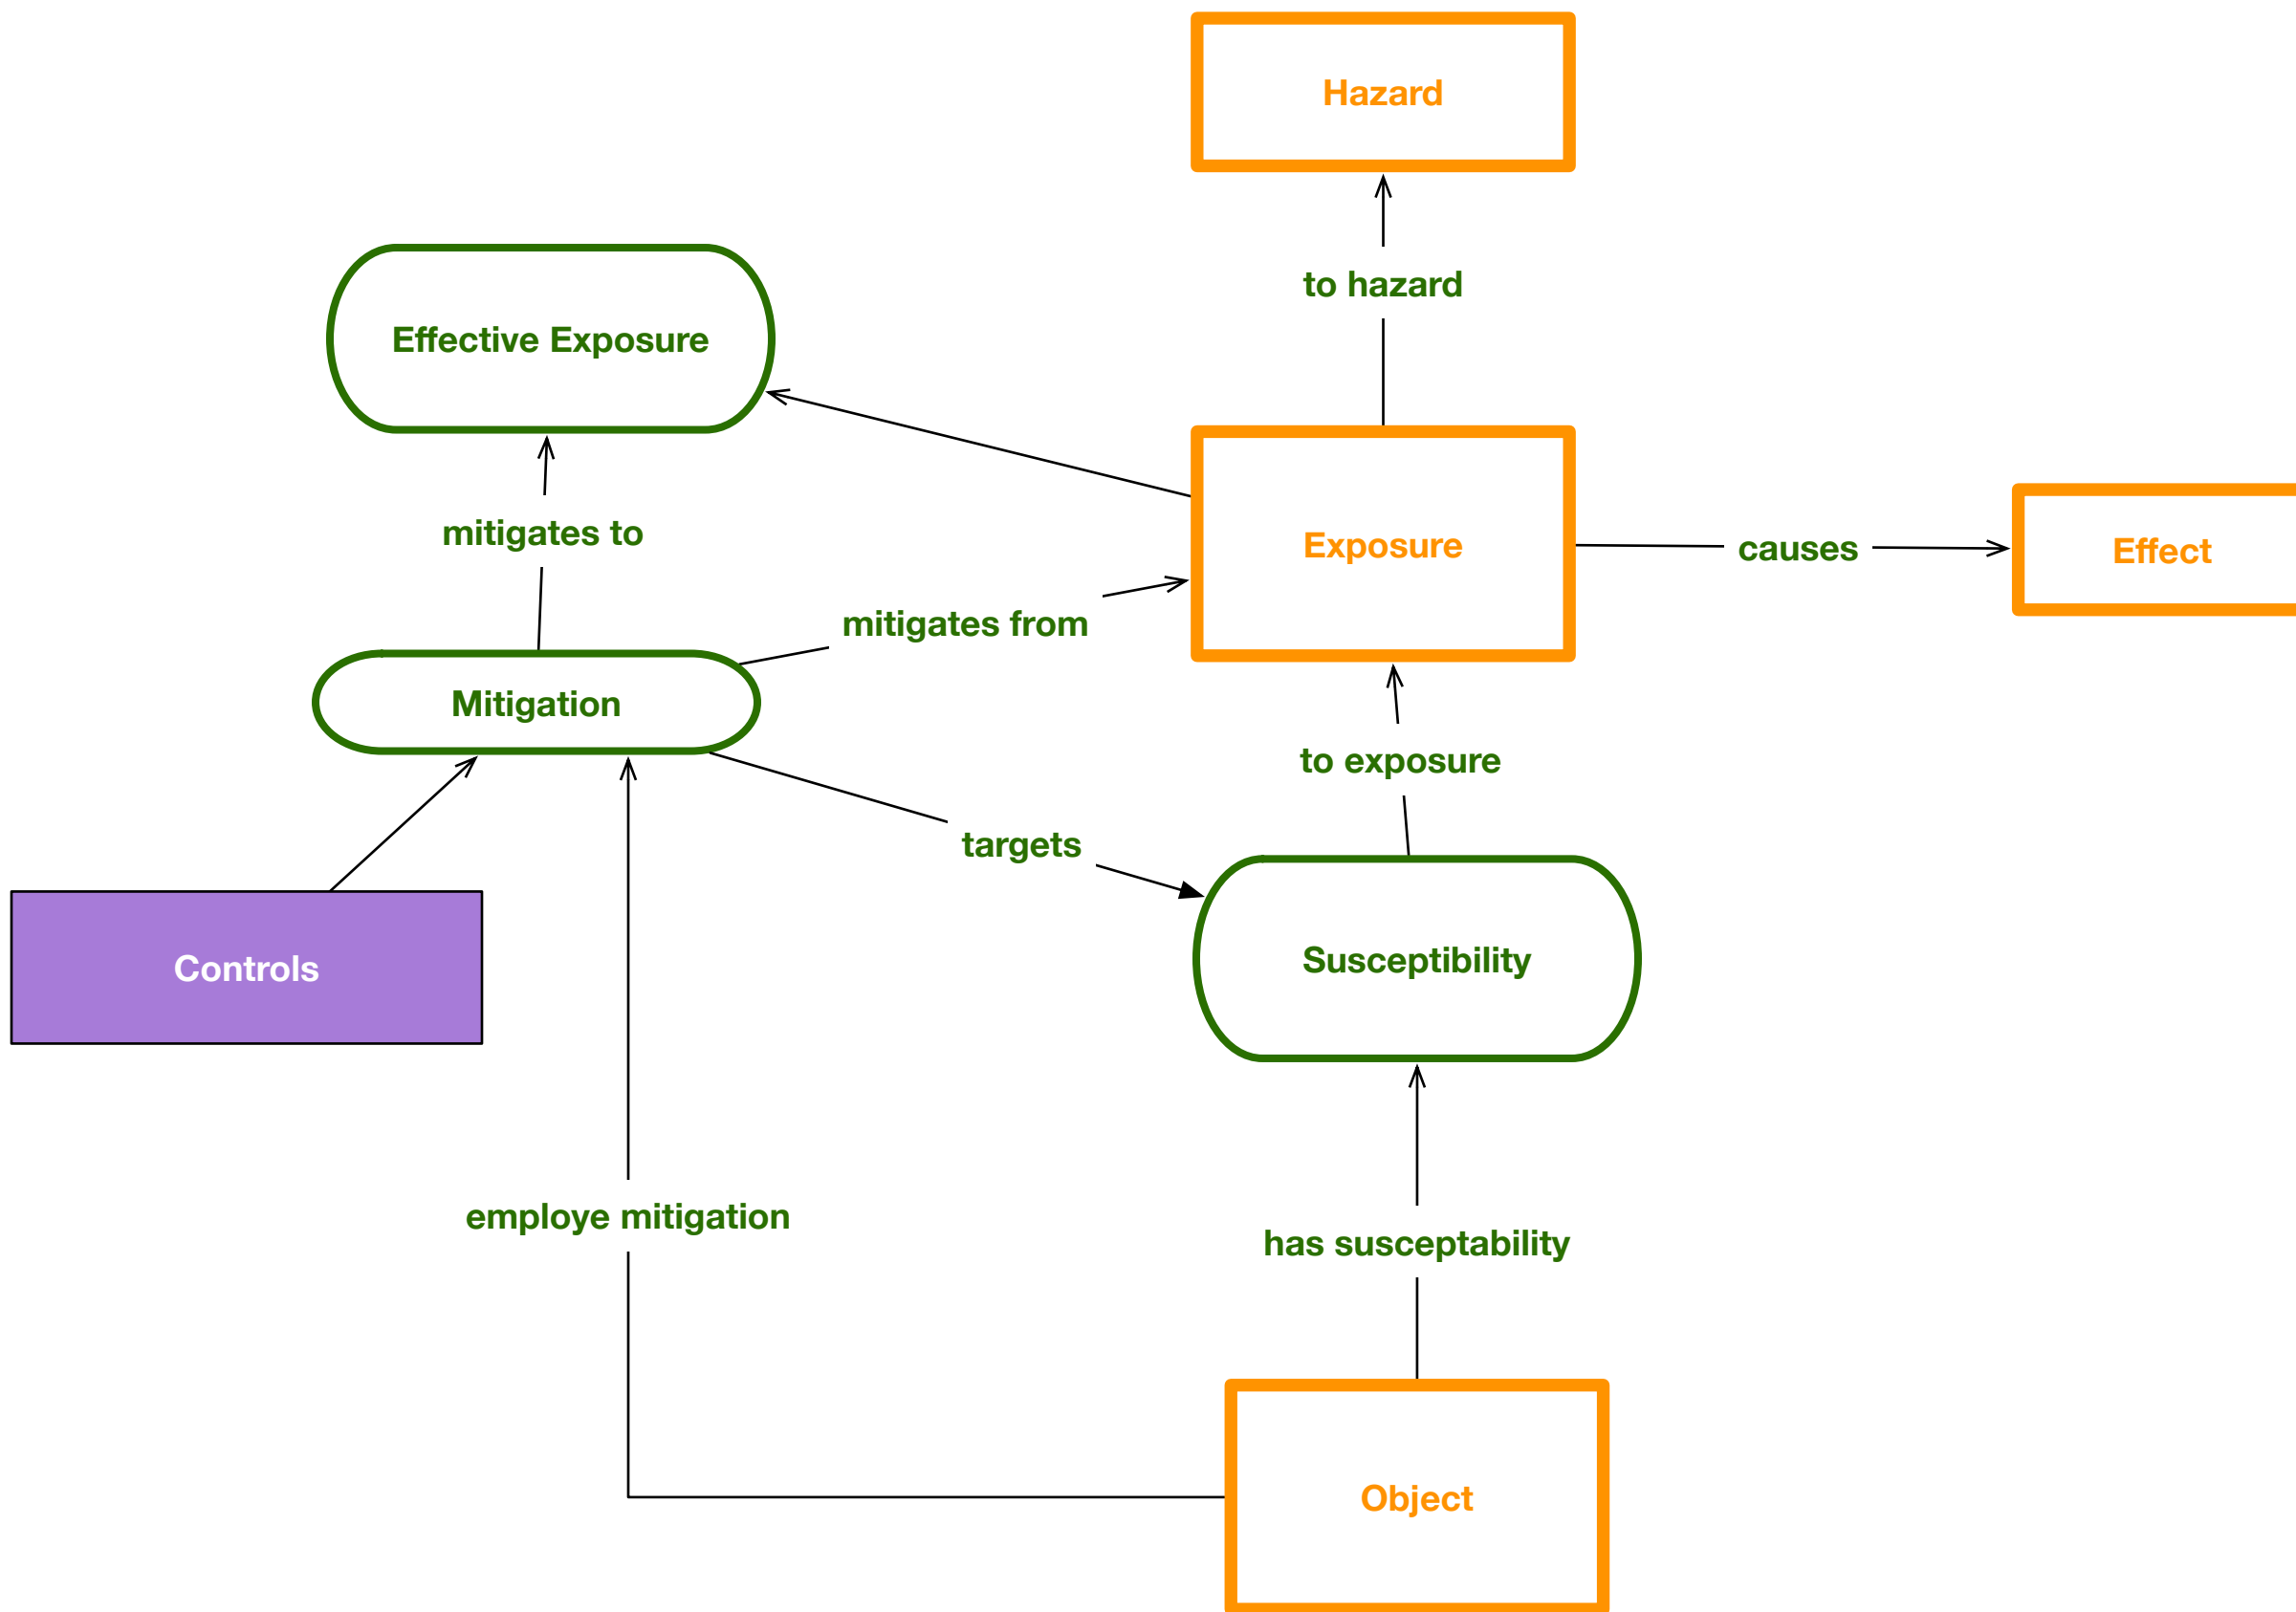 Hazard
to hazard
Effective Exposure
mitigates to
Exposure
causes
Effect
mitigates from
Mitigation
to exposure
targets
Susceptibility
Controls
employe mitigation
has susceptability
Object